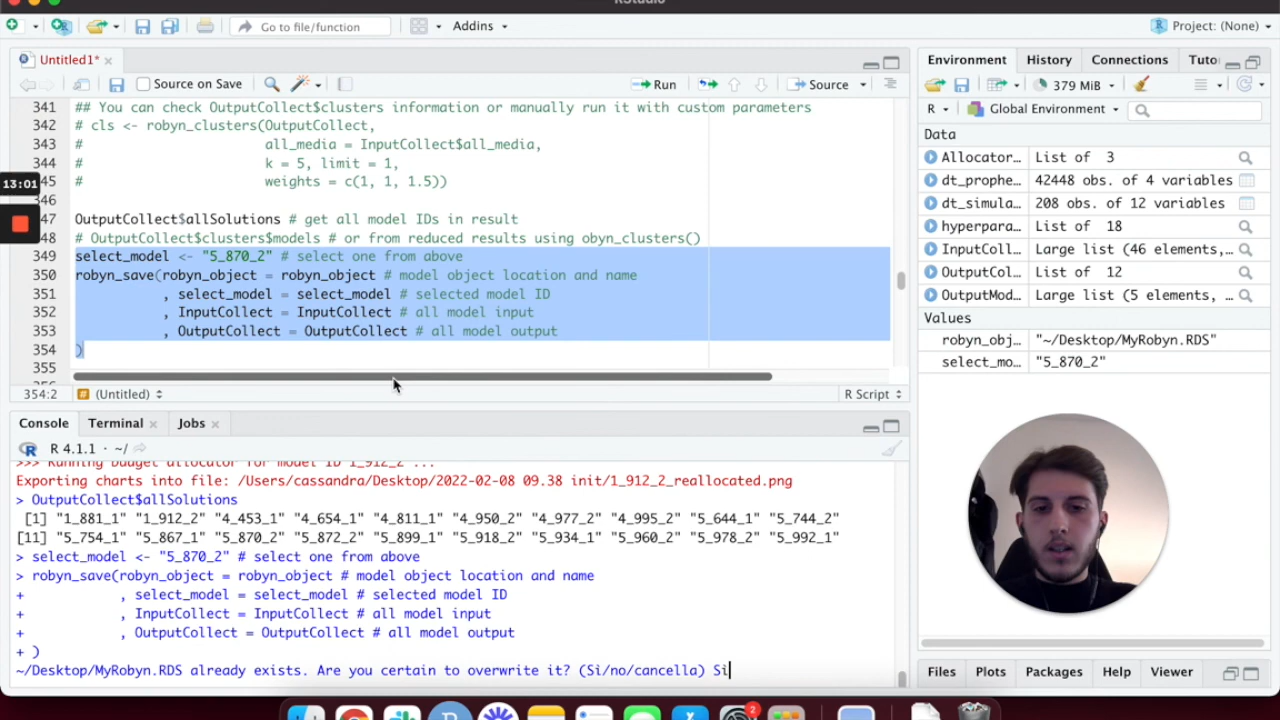 RStudio
Go to file/function
Addins
Project: (None)
Untitled1*
Source on Save
Run
Source
341 ## You can check OutputCollect$clusters information or manually run it with custom parameters
342 # cls <- robyn_clusters(OutputCollect,
343 # all_media = InputCollect$all_media,
344 # k = 5, limit = 1,
345 # weights = c(1, 1, 1.5))
346
347 OutputCollect$allSolutions # get all model IDs in result
348 # OutputCollect$clusters$models # or from reduced results using obyn_clusters()
349 select_model <- "5_870_2" # select one from above
350 robyn_save(robyn_object = robyn_object # model object location and name
351 , select_model = select_model # selected model ID
352 , InputCollect = InputCollect # all model input
353 , OutputCollect = OutputCollect # all model output
354 )
355
13:01
354:2
(Untitled)
R Script
Console
Terminal
Jobs
R 4.1.1 · ~/
>>> Running budget allocator for model ID 1_912_2 ...
Exporting charts into file: /Users/cassandra/Desktop/2022-02-08 09.38 init/1_912_2_reallocated.png
> OutputCollect$allSolutions
[1] "1_881_1" "1_912_2" "4_453_1" "4_654_1" "4_811_1" "4_950_2" "4_977_2" "4_995_2" "5_644_1" "5_744_2"
[11] "5_754_1" "5_867_1" "5_870_2" "5_872_2" "5_899_1" "5_918_2" "5_934_1" "5_960_2" "5_978_2" "5_992_1"
> select_model <- "5_870_2" # select one from above
> robyn_save(robyn_object = robyn_object # model object location and name
+ , select_model = select_model # selected model ID
+ , InputCollect = InputCollect # all model input
+ , OutputCollect = OutputCollect # all model output
+ )
~/Desktop/MyRobyn.RDS already exists. Are you certain to overwrite it? (Si/no/cancella) Si
Environment
History
Connections
Tuto
379 MiB
R
Global Environment
Data
Allocator… List of 3
dt_prophe… 42448 obs. of 4 variables
dt_simula… 208 obs. of 12 variables
hyperpara… List of 18
InputColl… Large list (46 elements,…
OutputCol… List of 12
OutputMod… Large list (5 elements, …
Values
robyn_obj… "~/Desktop/MyRobyn.RDS"
select_mo… "5_870_2"
Files
Plots
Packages
Help
Viewer
2